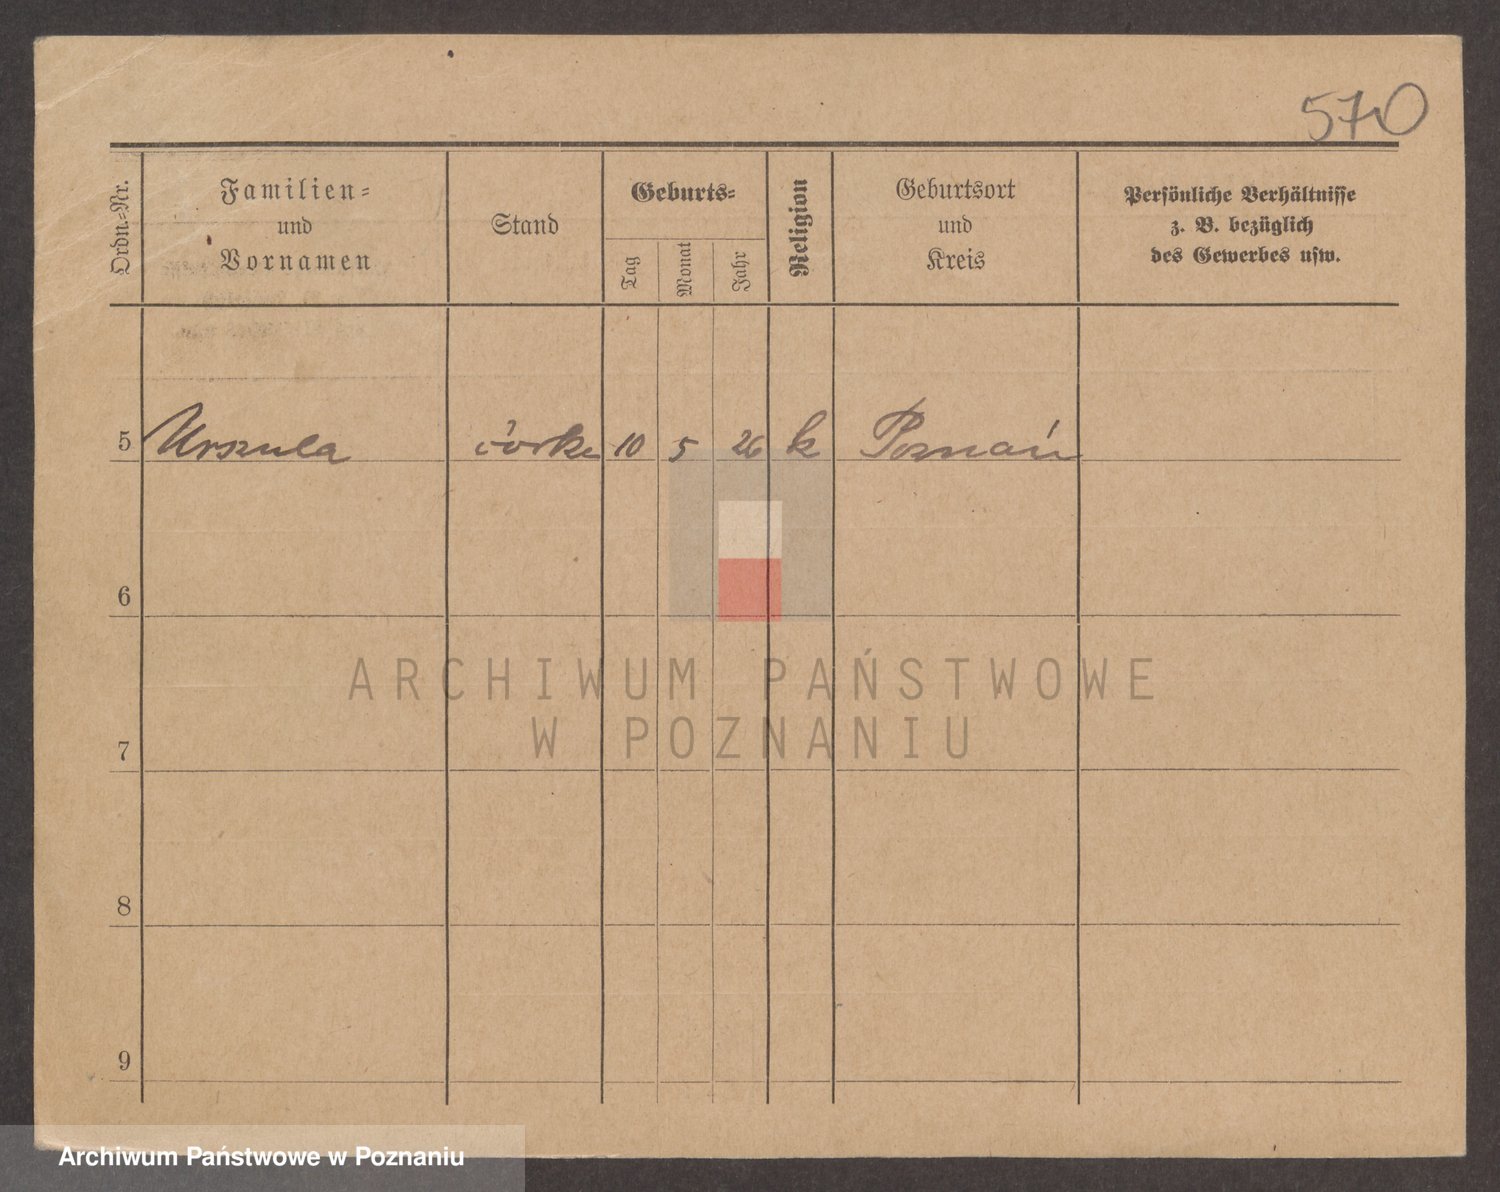 570
Ordn.-Nr.
Familien-
und
Vornamen
Stand
Geburts-
Tag
Monat
Jahr
Religion
Geburtsort
und
Kreis
Persönliche Verhältnisse
z. B. bezüglich
des Gewerbes usw.
5 Urszula córka 10 5 26 k Poznań
6
ARCHIWUM PAŃSTWOWE
W POZNANIU
7
8
9
Archiwum Państwowe w Poznaniu